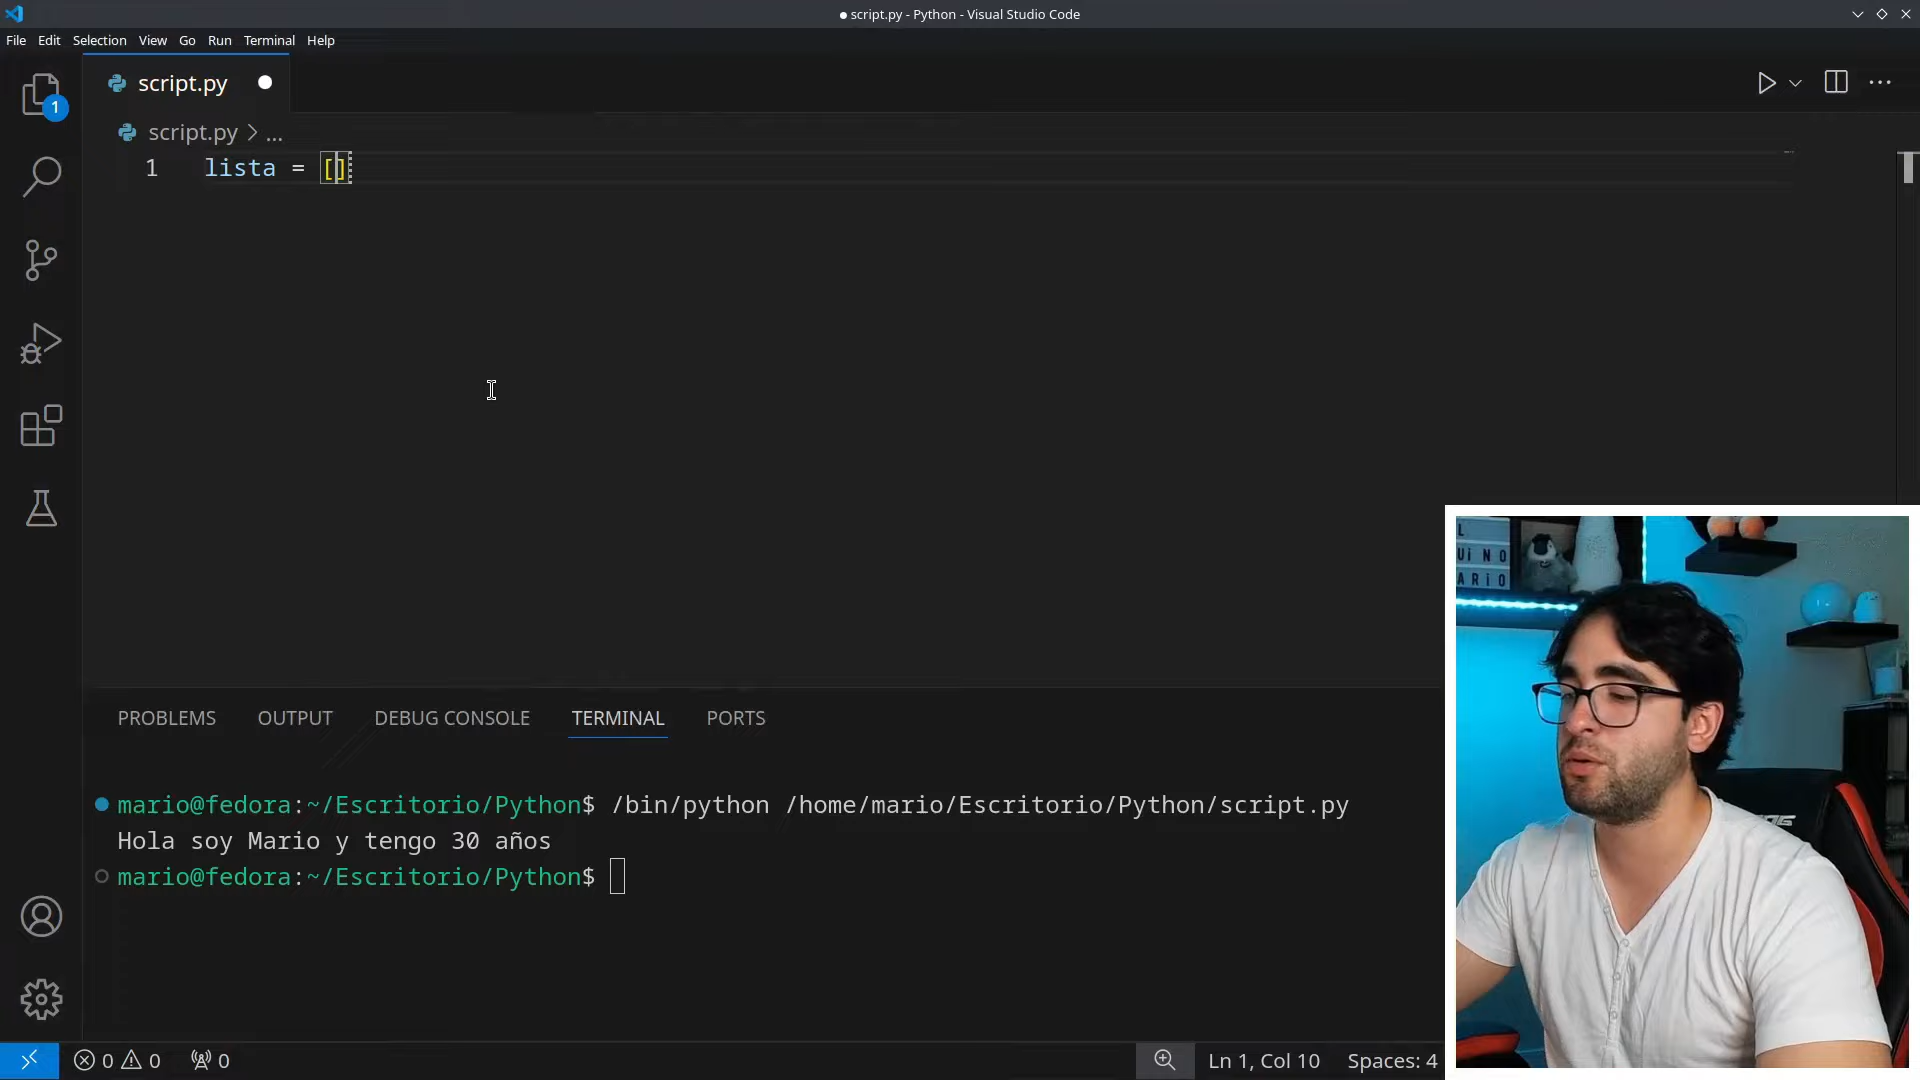 script.py - Python - Visual Studio Code
File Edit Selection View Go Run Terminal Help
script.py
1
script.py > ...
1 lista = []
PROBLEMS OUTPUT DEBUG CONSOLE TERMINAL PORTS
mario@fedora:~/Escritorio/Python$ /bin/python /home/mario/Escritorio/Python/script.py
Hola soy Mario y tengo 30 años
mario@fedora:~/Escritorio/Python$
0 0 0
Ln 1, Col 10 Spaces: 4
L
UiNO
ARiO